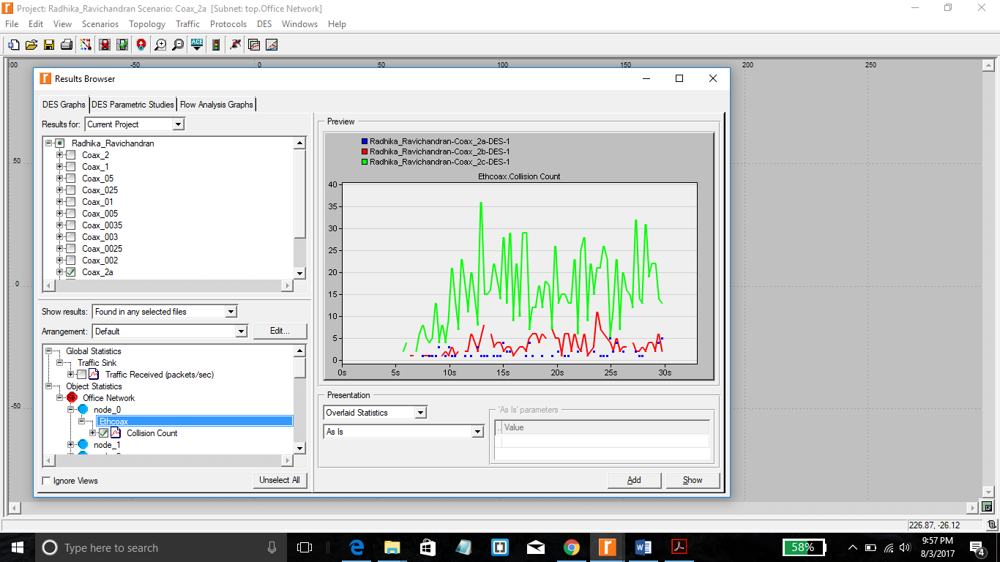 Project: Radhika_Ravichandran Scenario: Coax_2a [Subnet: top.Office Network]
File Edit View Scenarios Topology Traffic Protocols DES Windows Help
ACE
00 -50 0 50 100 150 200 250
50
0
-50
Results Browser
DES Graphs DES Parametric Studies Flow Analysis Graphs
Results for: Current Project
Radhika_Ravichandran
Coax_2
Coax_1
Coax_05
Coax_025
Coax_01
Coax_005
Coax_0035
Coax_003
Coax_0025
Coax_002
Coax_2a
Show results: Found in any selected files
Arrangement: Default Edit...
Global Statistics
Traffic Sink
Traffic Received (packets/sec)
Object Statistics
Office Network
node_0
Ethcoax
Collision Count
node_1
Ignore Views Unselect All
Preview
Radhika_Ravichandran-Coax_2a-DES-1
Radhika_Ravichandran-Coax_2b-DES-1
Radhika_Ravichandran-Coax_2c-DES-1
Ethcoax.Collision Count
40
35
30
25
20
15
10
5
0
0s 5s 10s 15s 20s 25s 30s
Presentation
Overlaid Statistics
As Is
'As Is' parameters
.. Value
Add Show
226.87, -26.12
Type here to search
58%
9:57 PM
8/3/2017
4